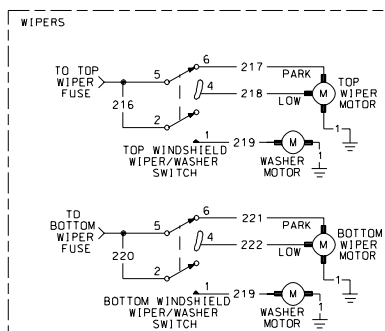 WIPERS
TO TOP
WIPER
FUSE
5
6
217
PARK
216
4
218
LOW
M
TOP
WIPER
MOTOR
2
1
219
M
1
1
TOP WINDSHIELD
WIPER/WASHER
SWITCH
WASHER
MOTOR
TO
BOTTOM
WIPER
FUSE
5
6
221
PARK
220
4
222
LOW
M
BOTTOM
WIPER
MOTOR
2
1
219
M
1
1
BOTTOM WINDSHIELD
WIPER/WASHER
SWITCH
WASHER
MOTOR